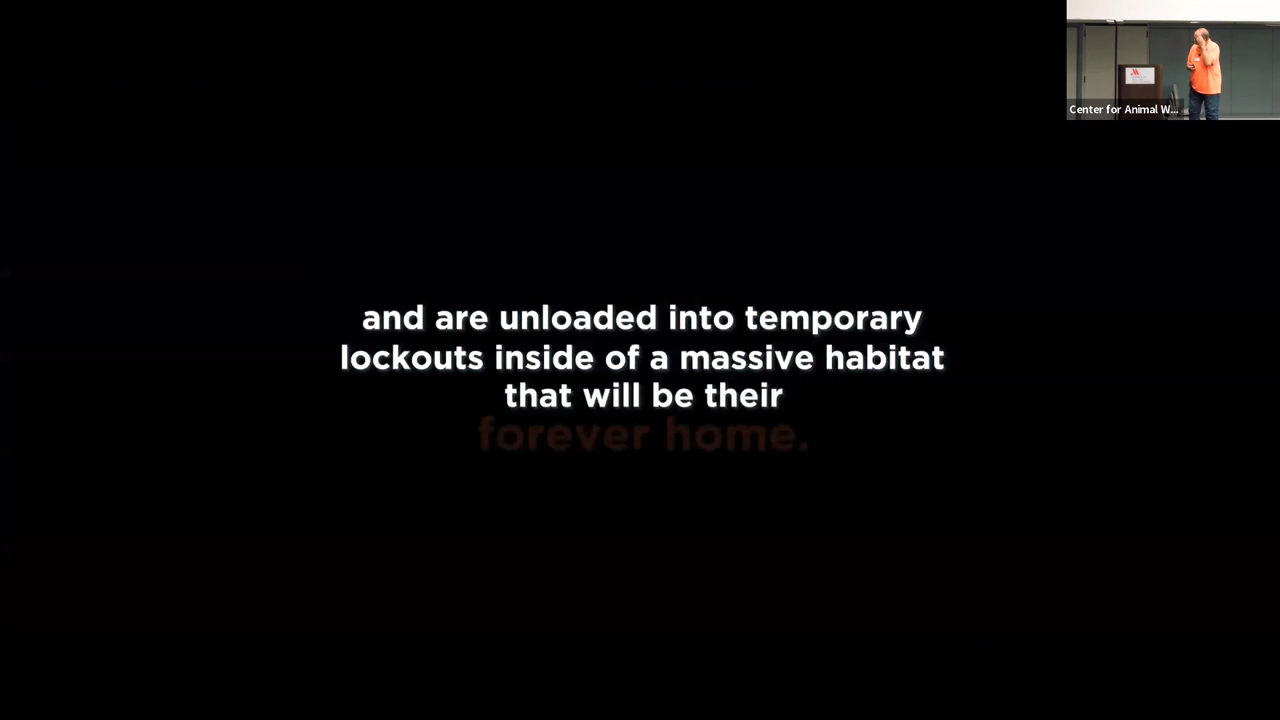 Center for Animal W...
and are unloaded into temporary
lockouts inside of a massive habitat
that will be their
forever home.